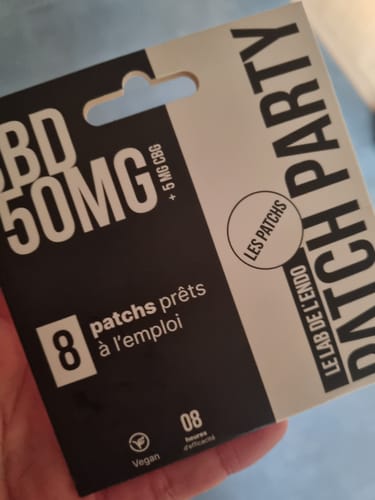 BD
50MG
+ 5 MG CBG
8
patchs prêts
à l'emploi
Vegan
08
heures
d'efficacité
LES PATCHS
LE LAB DE L'ENDO
PATCH PARTY